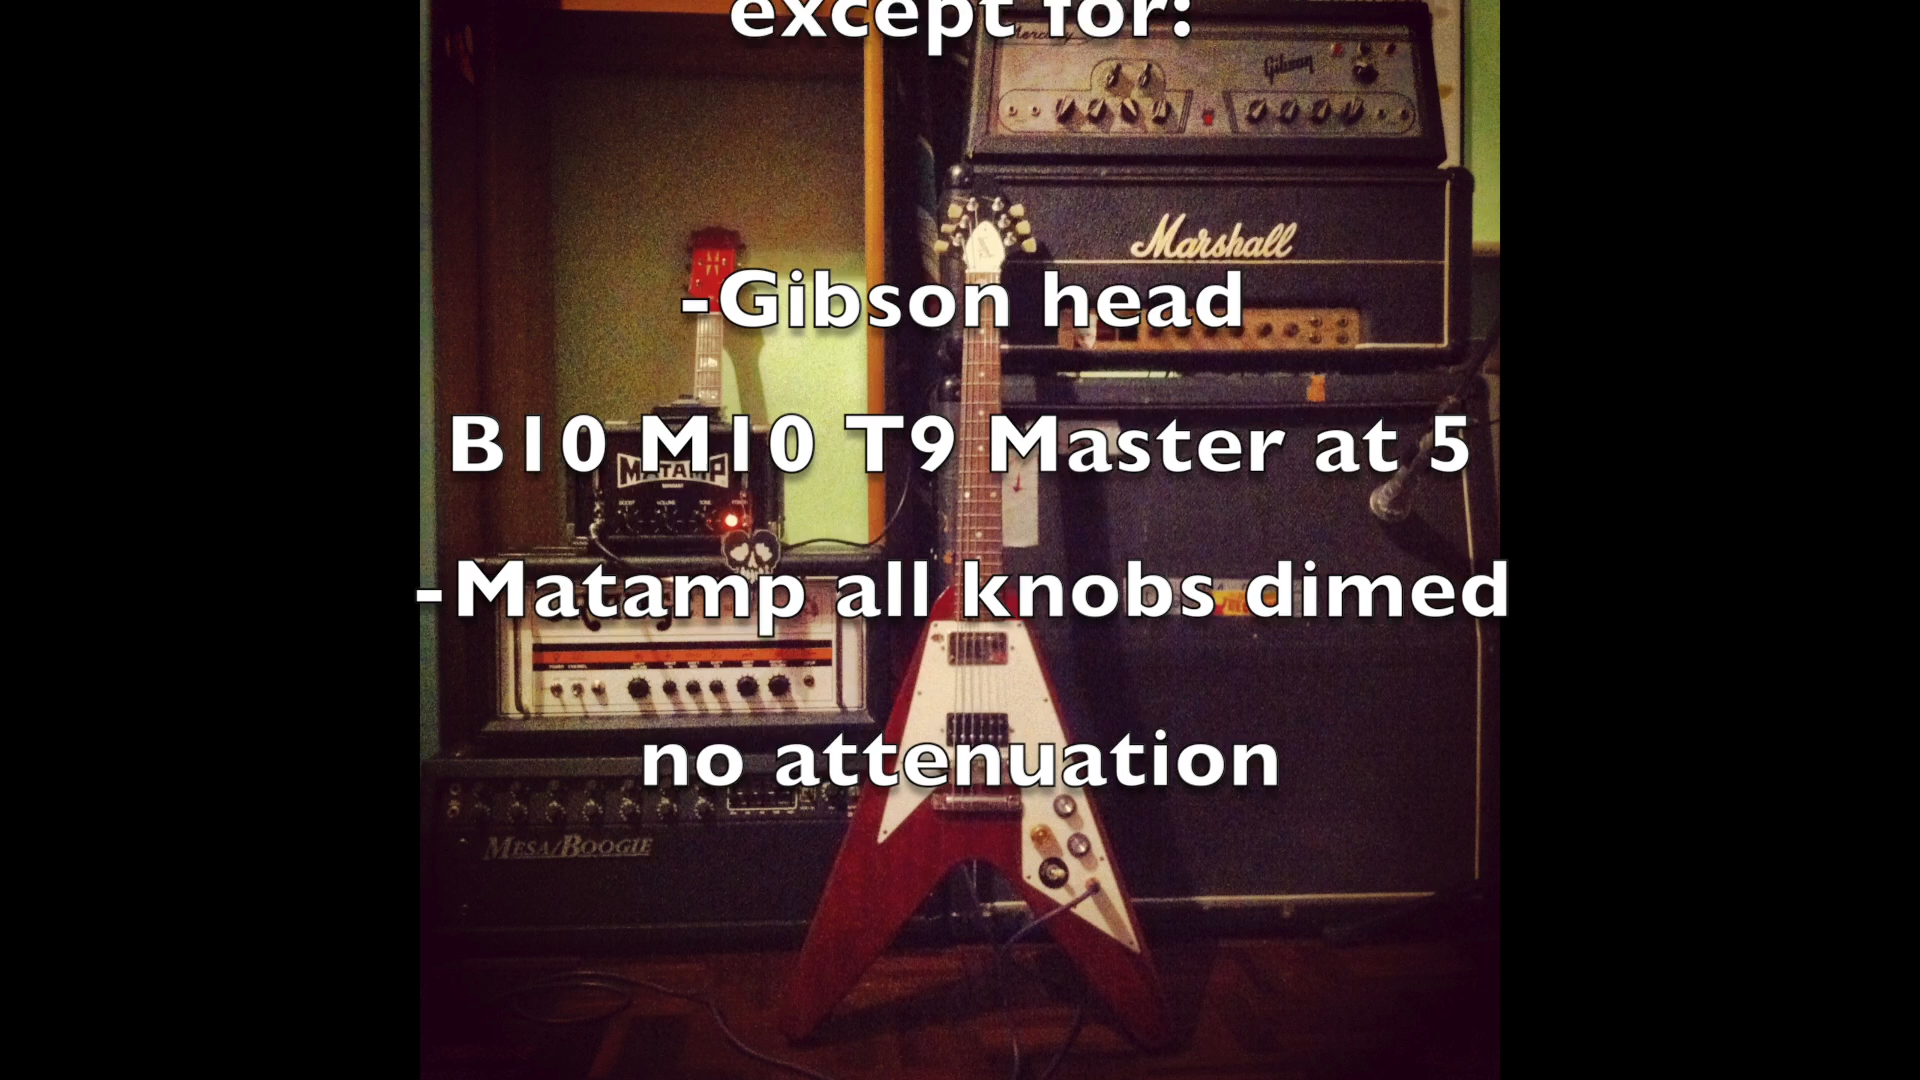 except for:
Mercury
Gibson
Marshall
-Gibson head
B10 M10 T9 Master at 5
MATAMP
-Matamp all knobs dimed
no attenuation
MESA/BOOGIE